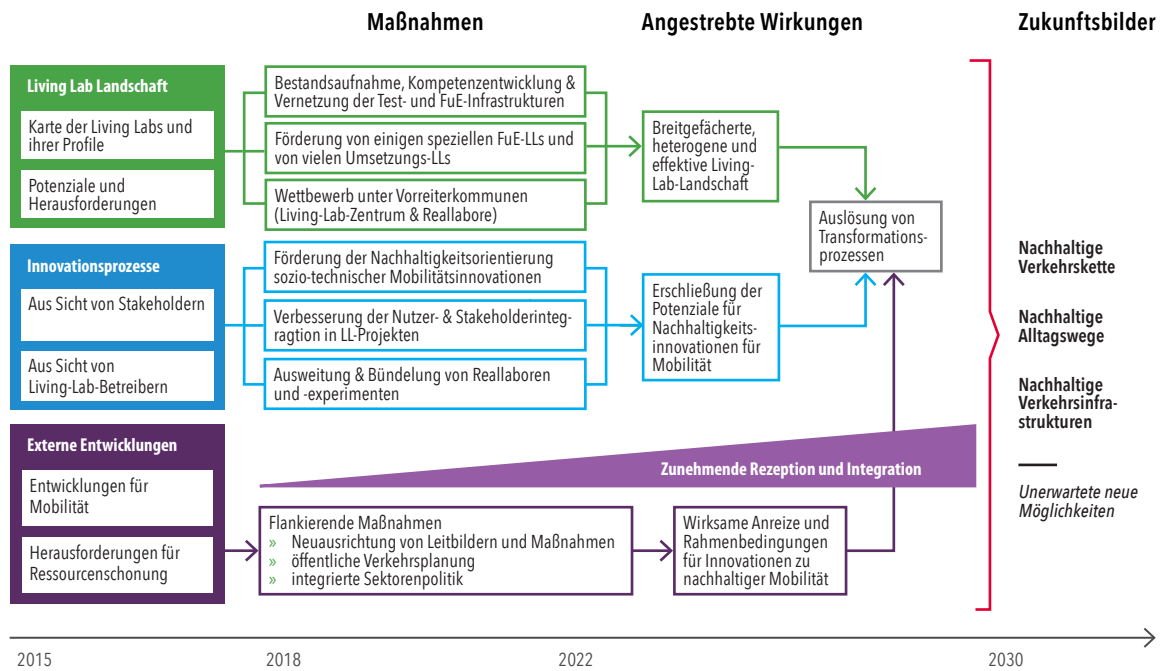 Maßnahmen
Angestrebte Wirkungen
Zukunftsbilder
Living Lab Landschaft
Karte der Living Labs und
ihrer Profile
Potenziale und
Herausforderungen
Bestandsaufnahme, Kompetenzentwicklung &
Vernetzung der Test- und FuE-Infrastrukturen
Förderung von einigen speziellen FuE-LLs und
von vielen Umsetzungs-LLs
Wettbewerb unter Vorreiterkommunen
(Living-Lab-Zentrum & Reallabore)
Breitgefächerte,
heterogene und
effektive Living-
Lab-Landschaft
Auslösung von
Transformations-
prozessen
Innovationsprozesse
Aus Sicht von Stakeholdern
Aus Sicht von
Living-Lab-Betreibern
Förderung der Nachhaltigkeitsorientierung
sozio-technischer Mobilitätsinnovationen
Verbesserung der Nutzer- & Stakeholderinteg-
ragtion in LL-Projekten
Ausweitung & Bündelung von Reallaboren
und -experimenten
Erschließung der
Potenziale für
Nachhaltigkeits-
innovationen für
Mobilität
Externe Entwicklungen
Entwicklungen für
Mobilität
Herausforderungen für
Ressourcenschonung
Zunehmende Rezeption und Integration
Flankierende Maßnahmen
» Neuausrichtung von Leitbildern und Maßnahmen
» öffentliche Verkehrsplanung
» integrierte Sektorenpolitik
Wirksame Anreize und
Rahmenbedingungen
für Innovationen zu
nachhaltiger Mobilität
Nachhaltige
Verkehrskette
Nachhaltige
Alltagswege
Nachhaltige
Verkehrsinfra-
strukturen
Unerwartete neue
Möglichkeiten
2015
2018
2022
2030